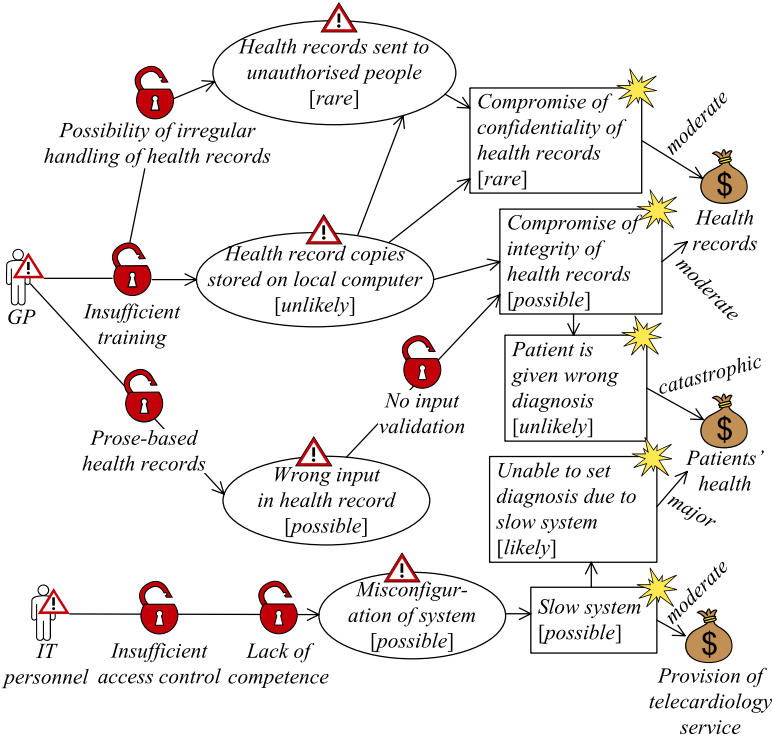 Health records sent to
unauthorised people
[rare]
Possibility of irregular
handling of health records
Compromise of
confidentiality of
health records
[rare]
moderate
$
Health
records
GP
Insufficient
training
Health record copies
stored on local computer
[unlikely]
Compromise of
integrity of
health records
[possible]
moderate
Patient is
given wrong
diagnosis
[unlikely]
catastrophic
$
Patients’
health
No input
validation
Prose-based
health records
Wrong input
in health record
[possible]
Unable to set
diagnosis due to
slow system
[likely]
major
IT
personnel
Insufficient
access control
Lack of
competence
Misconfigur-
ation of system
[possible]
Slow system
[possible]
moderate
$
Provision of
telecardiology
service